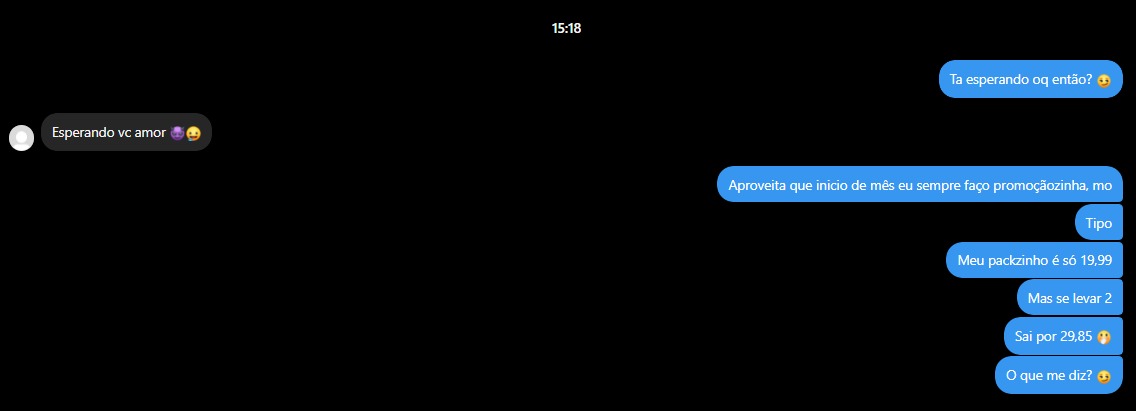 15:18
Ta esperando oq então? 😏
Esperando vc amor 😈😜
Aproveita que inicio de mês eu sempre faço promoçãozinha, mo
Tipo
Meu packzinho é só 19,99
Mas se levar 2
Sai por 29,85 🫢
O que me diz? 😏